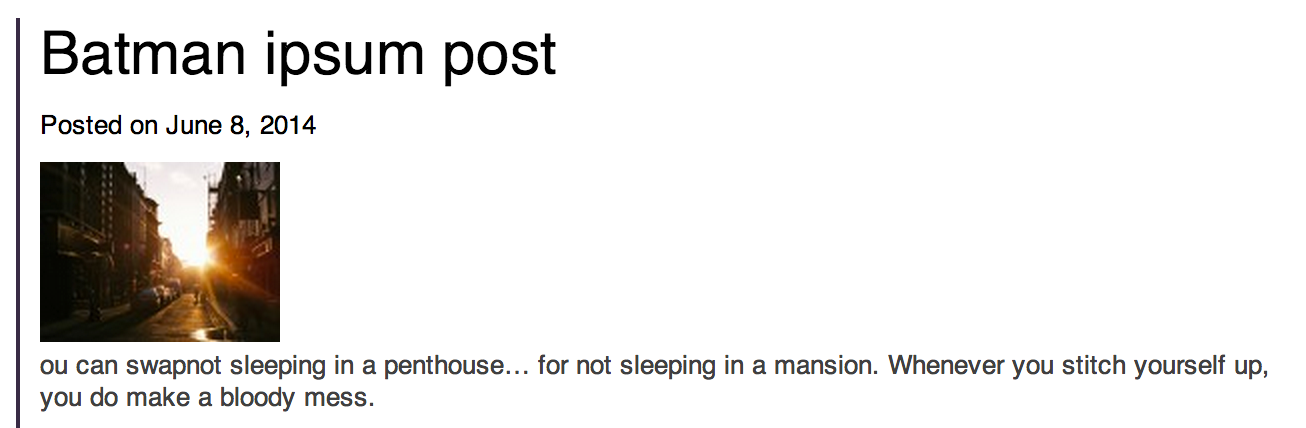 Batman ipsum post
Posted on June 8, 2014
ou can swapnot sleeping in a penthouse… for not sleeping in a mansion. Whenever you stitch yourself up,
you do make a bloody mess.